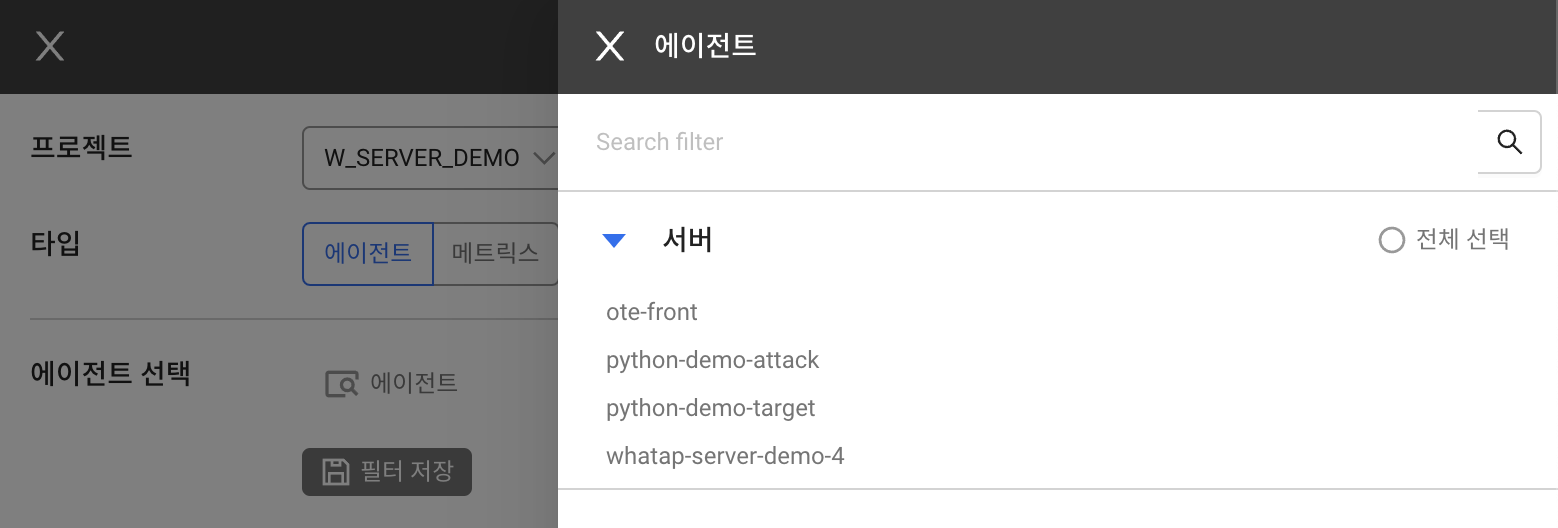 프로젝트
W_SERVER_DEMO
타입
에이전트
메트릭스
에이전트 선택
에이전트
필터 저장
에이전트
Search filter
서버
전체 선택
ote-front
python-demo-attack
python-demo-target
whatap-server-demo-4